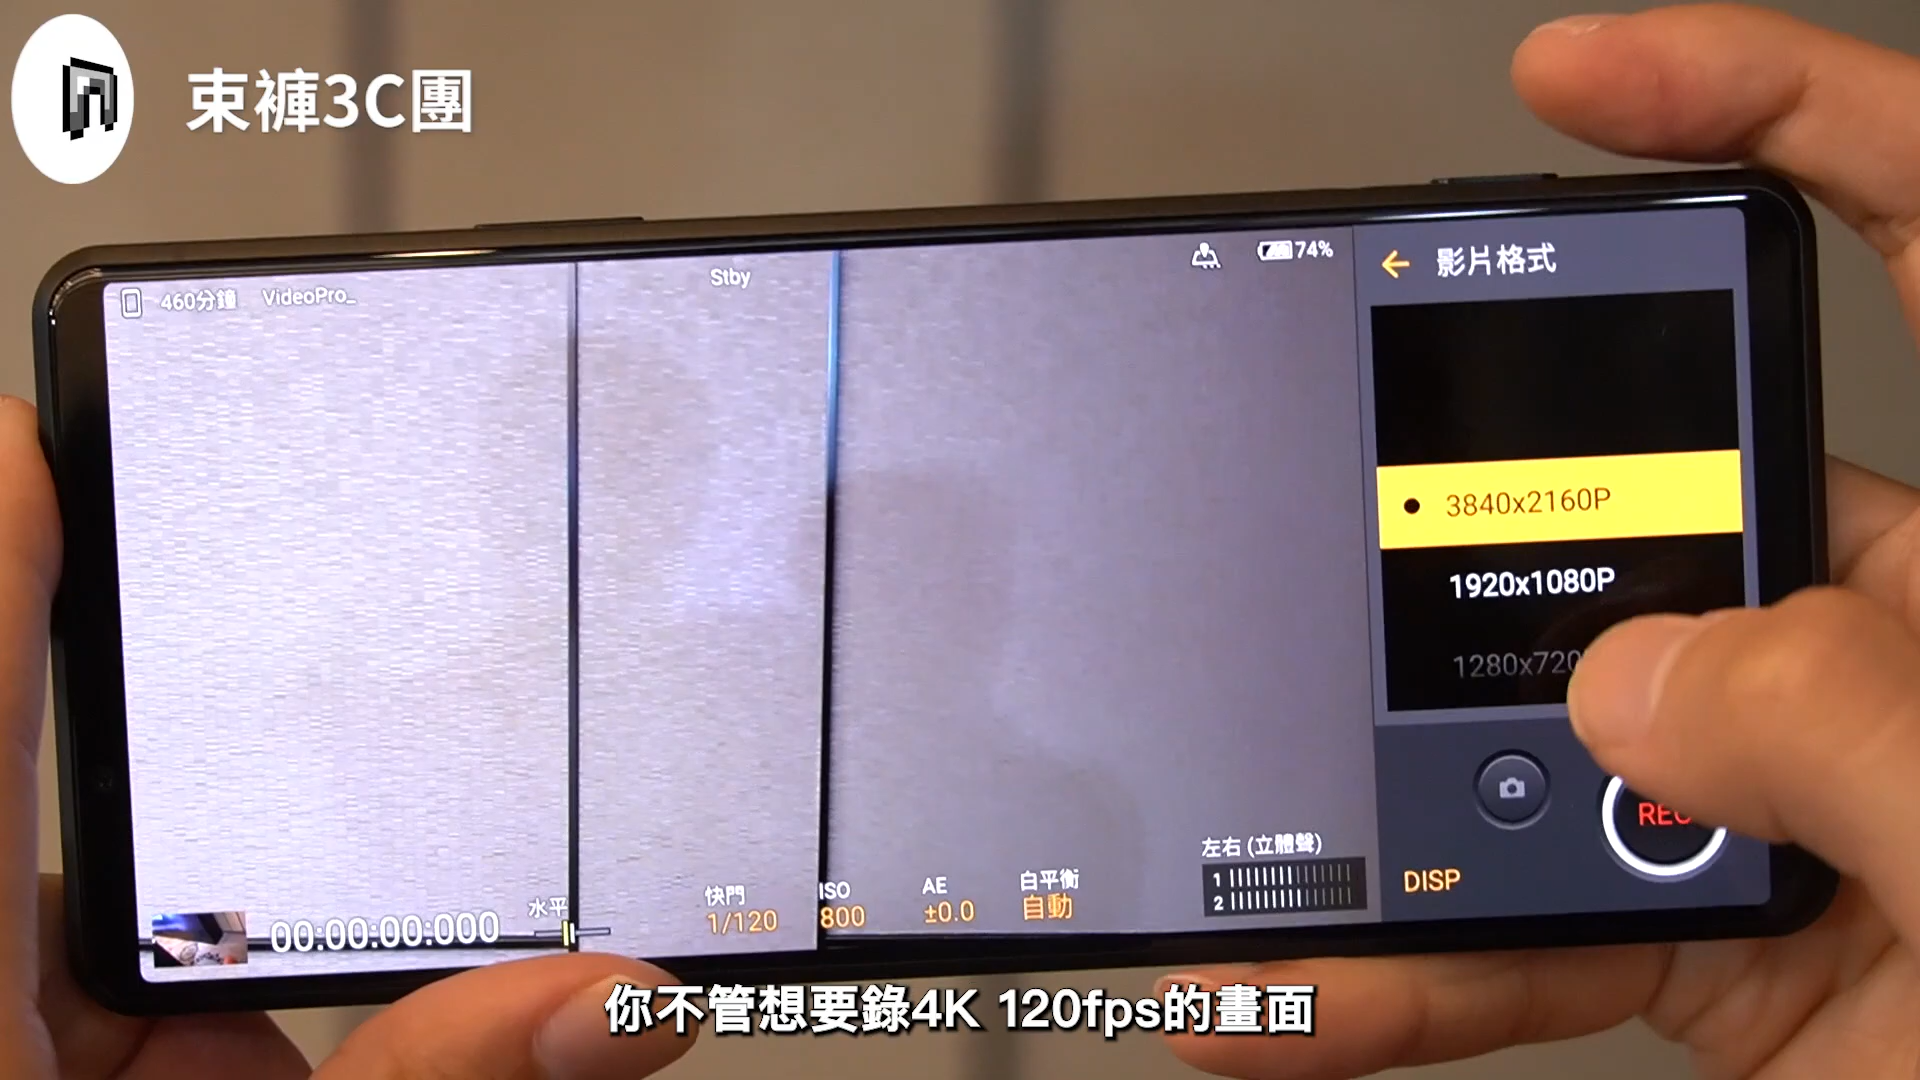 束褲3C團
460分鐘 VideoPro_
Stby
74%
影片格式
3840x2160P
1920x1080P
1280x720
左右 (立體聲)
1
2
水平
快門
1/120
ISO
800
AE
±0.0
白平衡
自動
00:00:00:000
DISP
REC
你不管想要錄4K 120fps的畫面